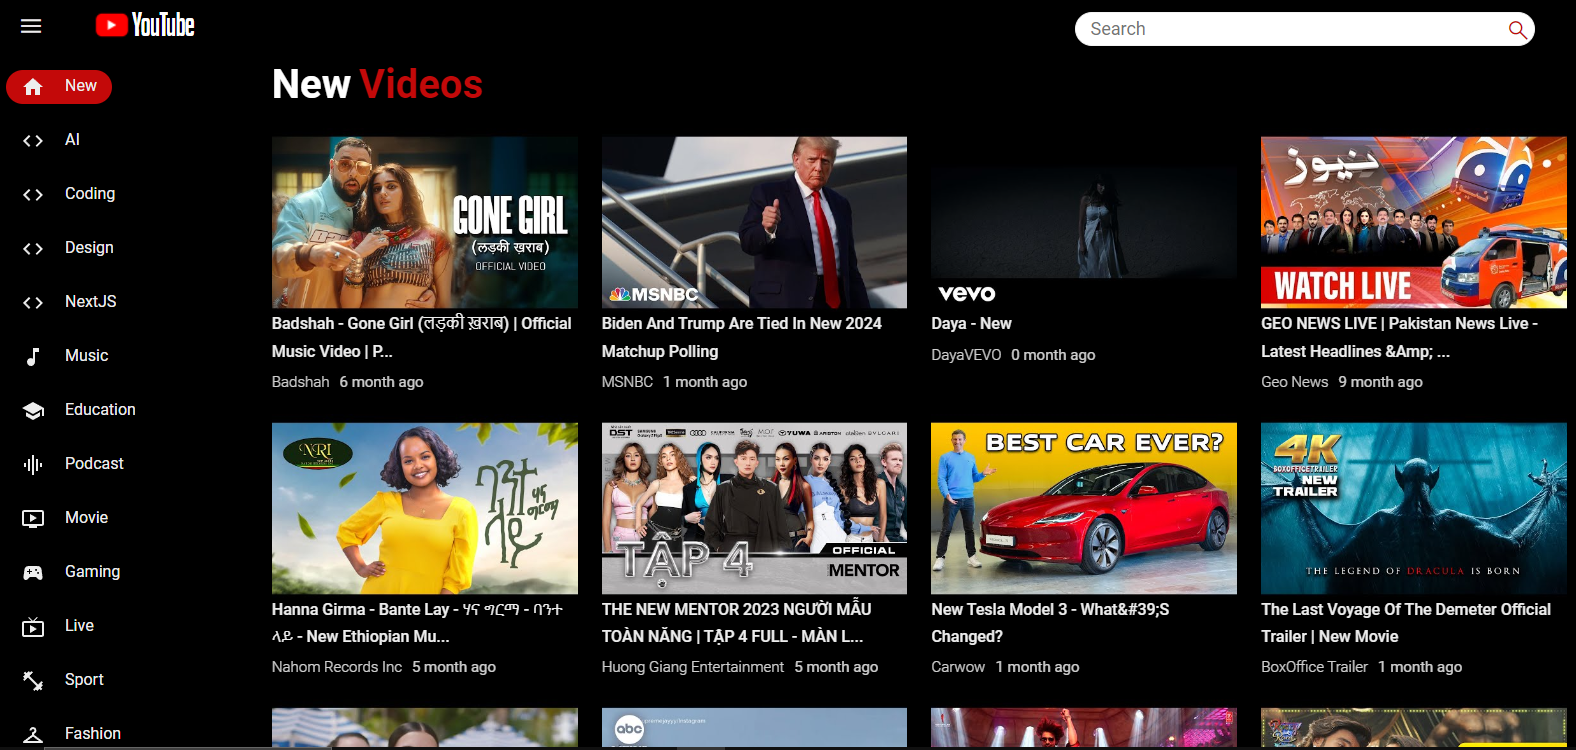 YouTube
Search
New
AI
Coding
Design
NextJS
Music
Education
Podcast
Movie
Gaming
Live
Sport
Fashion
New Videos
GONE GIRL
(लड़की ख़राब)
OFFICIAL VIDEO
Badshah - Gone Girl (लड़की ख़राब) | Official
Music Video | P...
Badshah 6 month ago
MSNBC
Biden And Trump Are Tied In New 2024
Matchup Polling
MSNBC 1 month ago
vevo
Daya - New
DayaVEVO 0 month ago
نیوز
WATCH LIVE
GEO NEWS LIVE | Pakistan News Live -
Latest Headlines &Amp; ...
Geo News 9 month ago
NRI
ባንተ
ላይ
ሃና
ግርማ
Hanna Girma - Bante Lay - ሃና ግርማ - ባንተ
ላይ - New Ethiopian Mu...
Nahom Records Inc 5 month ago
DST
YUWA
ARISTON
BVLGARI
TẬP 4
OFFICIAL
MENTOR
THE NEW MENTOR 2023 NGƯỜI MẪU
TOÀN NĂNG | TẬP 4 FULL - MÀN L...
Huong Giang Entertainment 5 month ago
BEST CAR EVER?
New Tesla Model 3 - What&#39;S
Changed?
Carwow 1 month ago
4K
BOXOFFICETRAILER
NEW
TRAILER
THE LEGEND OF DRACULA IS BORN
The Last Voyage Of The Demeter Official
Trailer | New Movie
BoxOffice Trailer 1 month ago
abc